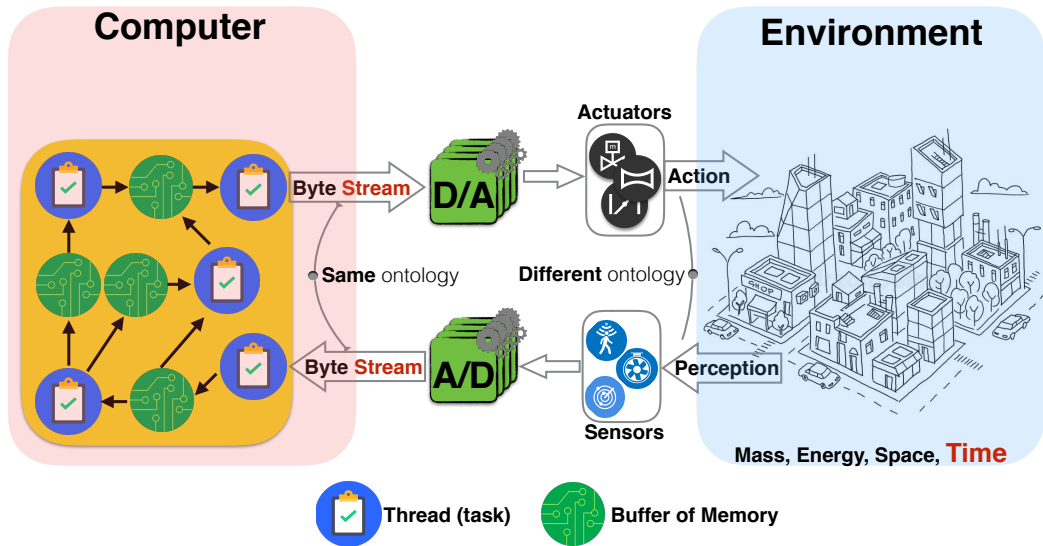 Computer
Environment
Actuators
Byte Stream
D/A
Action
Same ontology
Different ontology
Byte Stream
A/D
Perception
Sensors
Mass, Energy, Space, Time
Thread (task)
Buffer of Memory